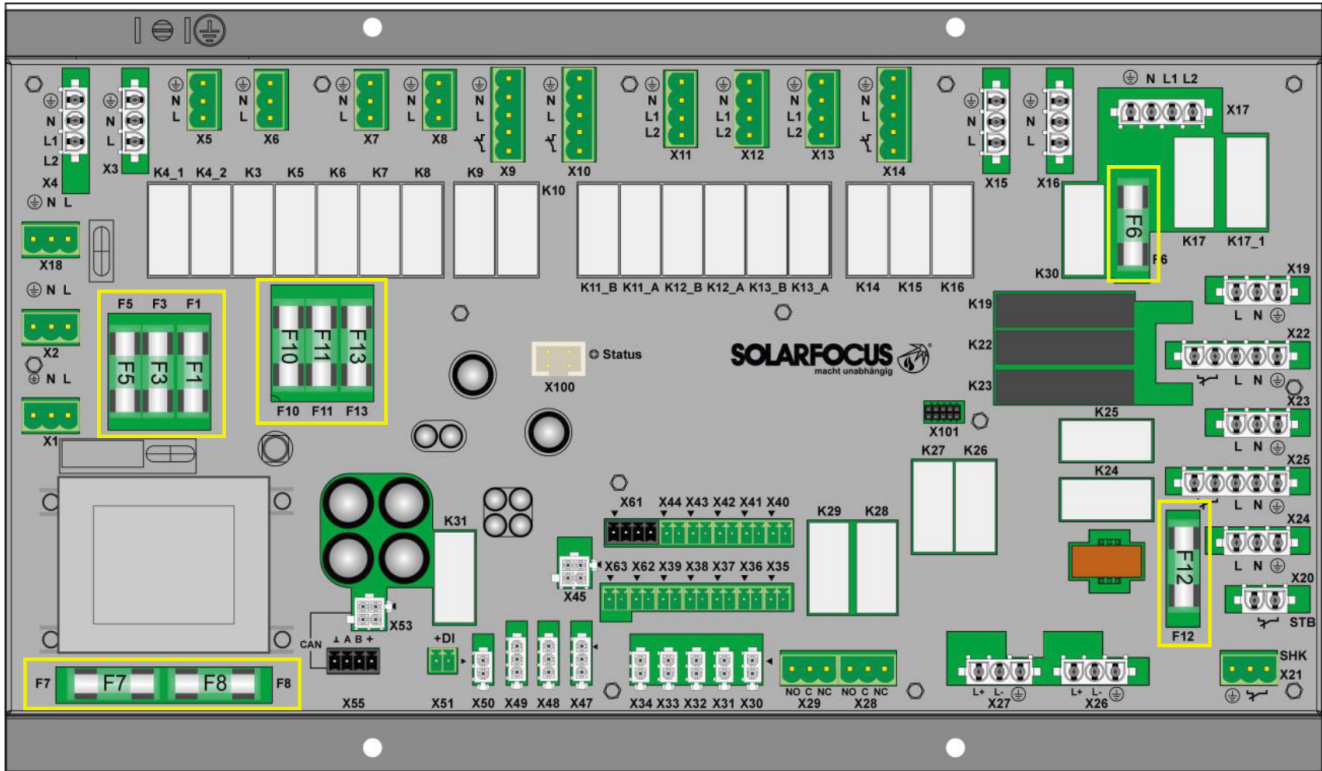 N L1 L2
N
L1
L2
X4
N
L
X3
N
L
X5
N
L
X6
N
L
X7
N
L
X8
N
L
X9
N
L
X10
N
L1
L2
X11
N
L1
L2
X12
N
L1
L2
X13
N
L
X14
N
L
X15
N
L
X16
X17
K4_1 K4_2 K3 K5 K6 K7 K8 K9 K10
K11_B K11_A K12_B K12_A K13_B K13_A
K14 K15 K16
K30 F6 F6 K17 K17_1
N L
X18
N L
X2
N L
X1
F5 F3 F1
F5 F3 F1
F10 F11 F13
F10 F11 F13
Status
X100
SOLARFOCUS
macht unabhängig
X101
K19
K22
K23
K25
K24
K27 K26
K29 K28
K31
X19
L N
X22
L N
X23
L N
X25
L N
X24
L N
X20
STB
F12
F12
SHK
X21
X61 X44 X43 X42 X41 X40
X63 X62 X39 X38 X37 X36 X35
X45
X53
CAN
⊥ A B +
X55
+DI
X51
X50 X49 X48 X47
X34 X33 X32 X31 X30
NO C NC
X29
NO C NC
X28
L+ L-
X27
L+ L-
X26
F7 F7 F8 F8